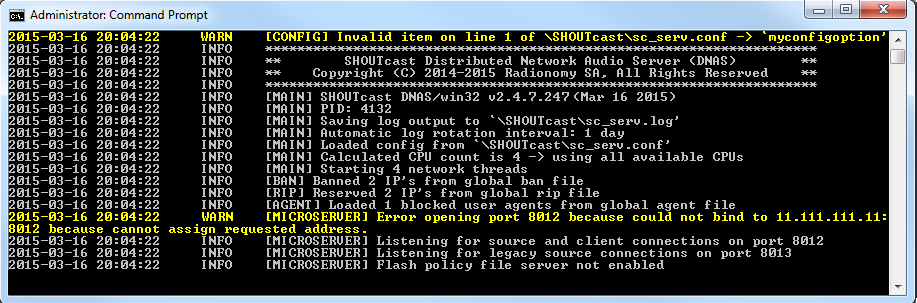 Administrator: Command Prompt
2015-03-16 20:04:22 WARN [CONFIG] Invalid item on line 1 of \SHOUTcast\sc_serv.conf -> `myconfigoption'
2015-03-16 20:04:22 INFO *******************************************************************
2015-03-16 20:04:22 INFO ** SHOUTcast Distributed Network Audio Server (DNAS) **
2015-03-16 20:04:22 INFO ** Copyright (C) 2014-2015 Radionomy SA, All Rights Reserved **
2015-03-16 20:04:22 INFO *******************************************************************
2015-03-16 20:04:22 INFO [MAIN] SHOUTcast DNAS/win32 v2.4.7.247(Mar 16 2015)
2015-03-16 20:04:22 INFO [MAIN] PID: 4132
2015-03-16 20:04:22 INFO [MAIN] Saving log output to `\SHOUTcast\sc_serv.log'
2015-03-16 20:04:22 INFO [MAIN] Automatic log rotation interval: 1 day
2015-03-16 20:04:22 INFO [MAIN] Loaded config from `\SHOUTcast\sc_serv.conf'
2015-03-16 20:04:22 INFO [MAIN] Calculated CPU count is 4 -> using all available CPUs
2015-03-16 20:04:22 INFO [MAIN] Starting 4 network threads
2015-03-16 20:04:22 INFO [BAN] Banned 2 IP's from global ban file
2015-03-16 20:04:22 INFO [RIP] Reserved 2 IP's from global rip file
2015-03-16 20:04:22 INFO [AGENT] Loaded 1 blocked user agents from global agent file
2015-03-16 20:04:22 WARN [MICROSERVER] Error opening port 8012 because could not bind to 11.111.111.11:
8012 because cannot assign requested address.
2015-03-16 20:04:22 INFO [MICROSERVER] Listening for source and client connections on port 8012
2015-03-16 20:04:22 INFO [MICROSERVER] Listening for legacy source connections on port 8013
2015-03-16 20:04:22 INFO [MICROSERVER] Flash policy file server not enabled